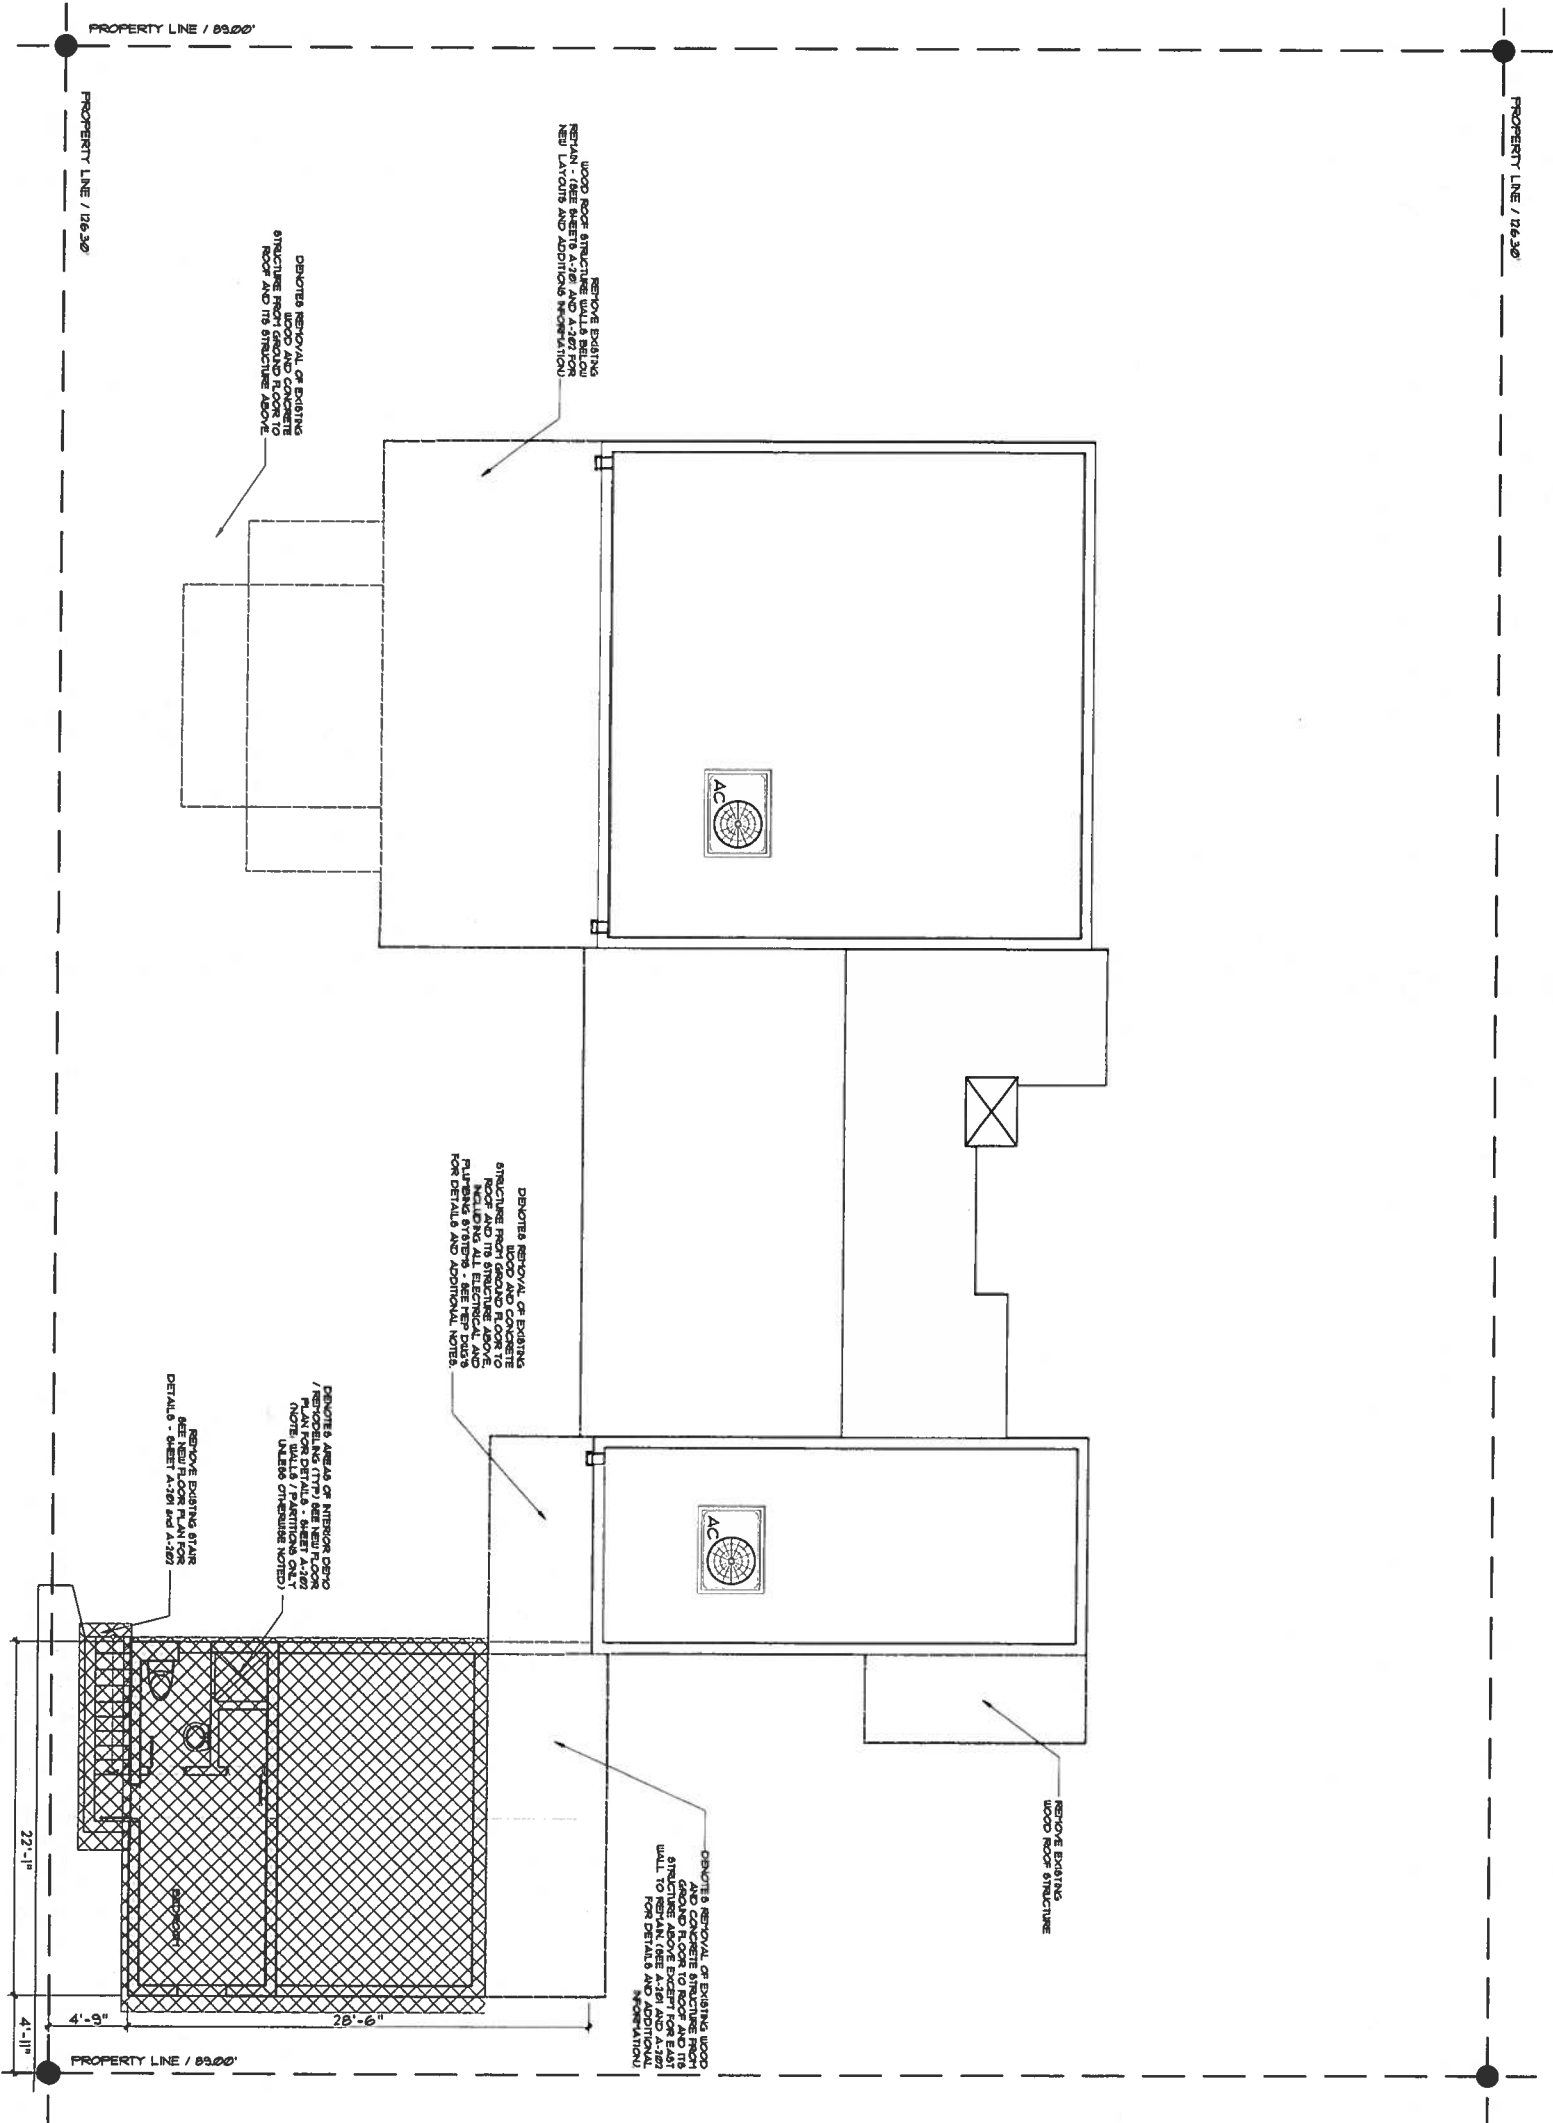 PROPERTY LINE / 89.00'
PROPERTY LINE / 126.30'
PROPERTY LINE / 126.30'
REMOVE EXISTING
WOOD ROOF STRUCTURE WALLS BELOW
REMAIN - (SEE SHEETS A-201 AND A-202 FOR
NEW LAYOUTS AND ADDITIONS INFORMATION)
DENOTES REMOVAL OF EXISTING
WOOD AND CONCRETE
STRUCTURE FROM GROUND FLOOR TO
ROOF AND ITS STRUCTURE ABOVE.
AC
DENOTES REMOVAL OF EXISTING
WOOD AND CONCRETE
STRUCTURE FROM GROUND FLOOR TO
ROOF AND ITS STRUCTURE ABOVE,
INCLUDING ALL ELECTRICAL AND
PLUMBING SYSTEMS - SEE MEP DWG'S
FOR DETAILS AND ADDITIONAL NOTES.
AC
DENOTES AREAS OF INTERIOR DEMO
/ REMODELING (TYP) SEE NEW FLOOR
PLAN FOR DETAILS - SHEET A-202
(NOTE: WALLS / PARTITIONS ONLY
UNLESS OTHERWISE NOTED)
REMOVE EXISTING STAIR
SEE NEW FLOOR PLAN FOR
DETAILS - SHEET A-201 and A-202
REMOVE EXISTING
WOOD ROOF STRUCTURE
DENOTES REMOVAL OF EXISTING WOOD
AND CONCRETE STRUCTURE FROM
GROUND FLOOR TO ROOF AND ITS
STRUCTURE ABOVE EXCEPT FOR EAST
WALL TO REMAIN. (SEE A-201 AND A-202
FOR DETAILS AND ADDITIONAL
INFORMATION)
BEDROOM
22'-1"
4'-11"
4'-9"
28'-6"
PROPERTY LINE / 89.00'